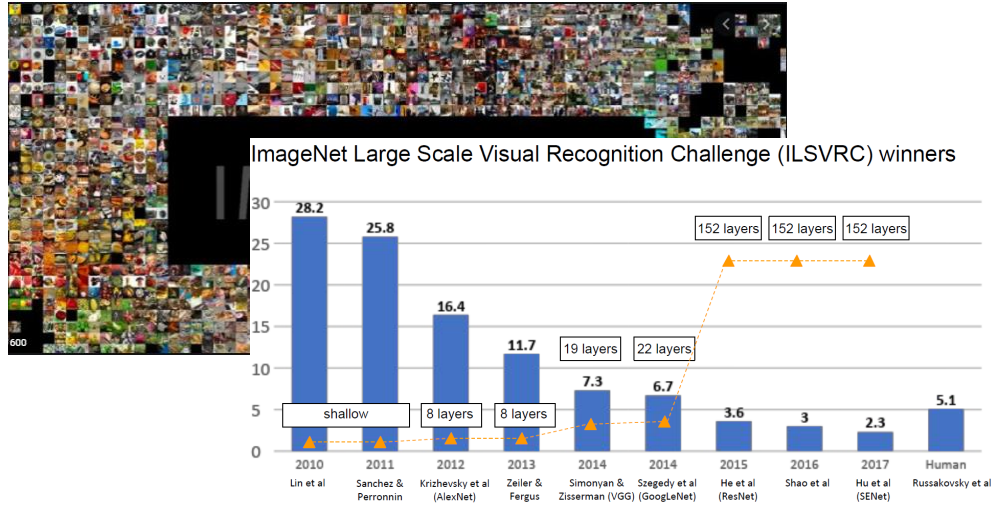 600
ImageNet Large Scale Visual Recognition Challenge (ILSVRC) winners
30
25
20
15
10
5
0
28.2
25.8
16.4
11.7
7.3
6.7
3.6
3
2.3
5.1
shallow
8 layers
8 layers
19 layers
22 layers
152 layers
152 layers
152 layers
2010
2011
2012
2013
2014
2014
2015
2016
2017
Human
Lin et al
Sanchez &
Perronnin
Krizhevsky et al
(AlexNet)
Zeiler &
Fergus
Simonyan &
Zisserman (VGG)
Szegedy et al
(GoogLeNet)
He et al
(ResNet)
Shao et al
Hu et al
(SENet)
Russakovsky et al